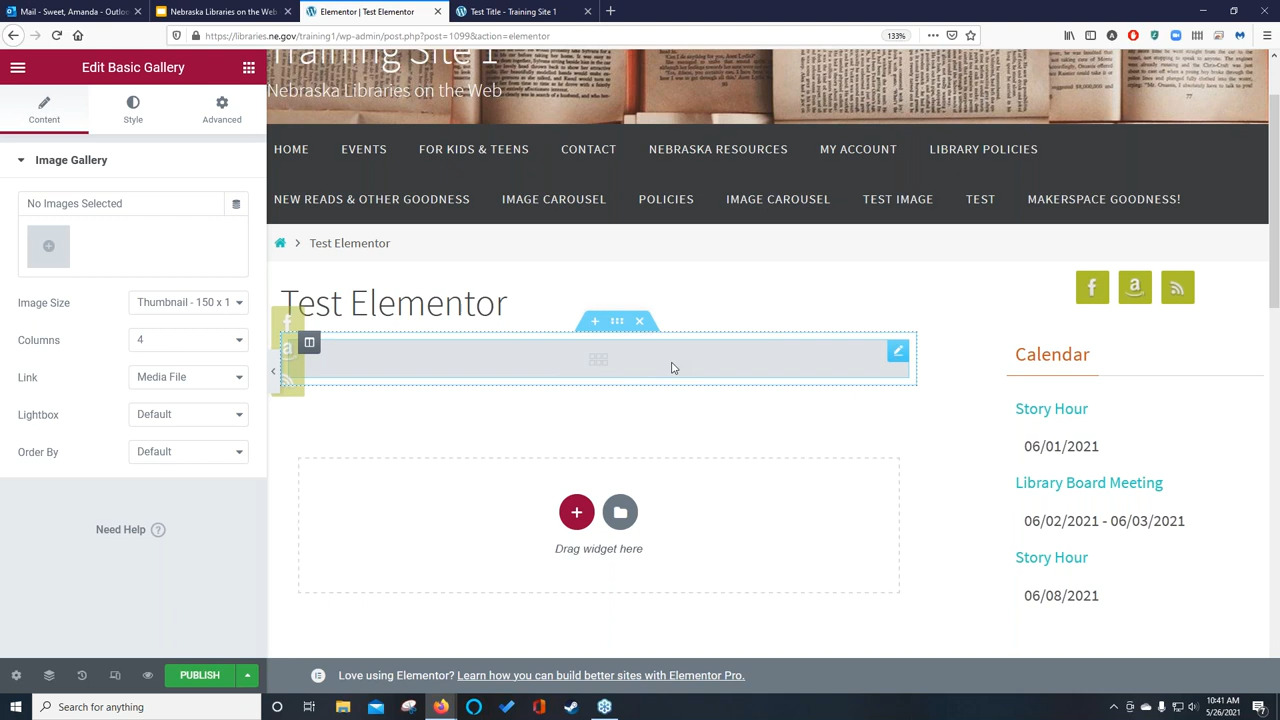 Mail - Sweet, Amanda - Outlook
Nebraska Libraries on the Web
Elementor | Test Elementor
Test Title - Training Site 1
https://libraries.ne.gov/training1/wp-admin/post.php?post=1099&action=elementor
133%
Edit Basic Gallery
Content
Style
Advanced
Image Gallery
No Images Selected
Image Size
Thumbnail - 150 x 1
Columns
4
Link
Media File
Lightbox
Default
Order By
Default
Need Help
PUBLISH
Training Site 1
Nebraska Libraries on the Web
HOME EVENTS FOR KIDS & TEENS CONTACT NEBRASKA RESOURCES MY ACCOUNT LIBRARY POLICIES
NEW READS & OTHER GOODNESS IMAGE CAROUSEL POLICIES IMAGE CAROUSEL TEST IMAGE TEST MAKERSPACE GOODNESS!
Test Elementor
Test Elementor
Drag widget here
Calendar
Story Hour
06/01/2021
Library Board Meeting
06/02/2021 - 06/03/2021
Story Hour
06/08/2021
Love using Elementor? Learn how you can build better sites with Elementor Pro.
Search for anything
10:41 AM
5/26/2021